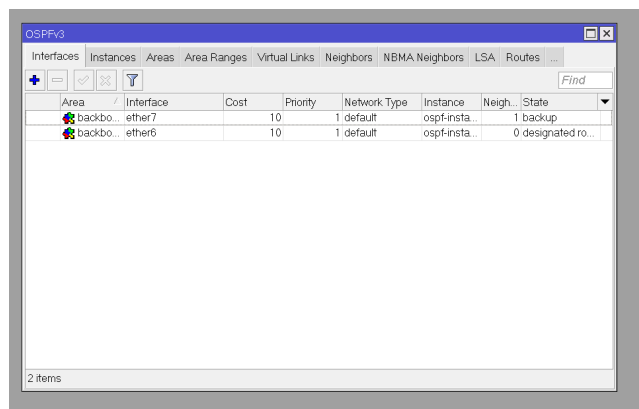 OSPFv3
Interfaces Instances Areas Area Ranges Virtual Links Neighbors NBMA Neighbors LSA Routes ...
Find
Area Interface Cost Priority Network Type Instance Neigh... State
backbo... ether7 10 1 default ospf-insta... 1 backup
backbo... ether6 10 1 default ospf-insta... 0 designated ro...
2 items